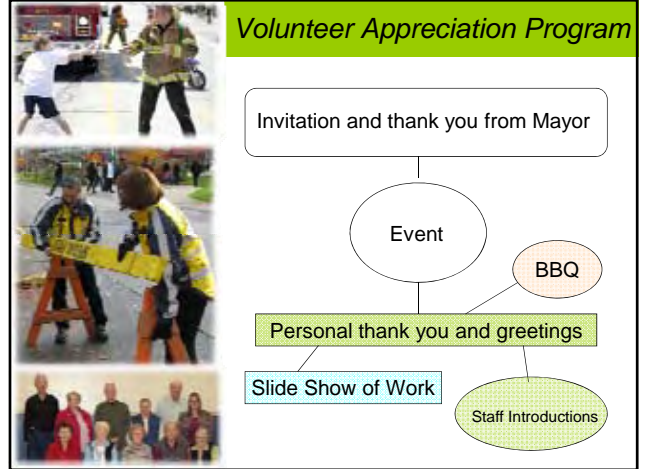 Volunteer Appreciation Program
Invitation and thank you from Mayor
Event
BBQ
Personal thank you and greetings
Slide Show of Work
Staff Introductions